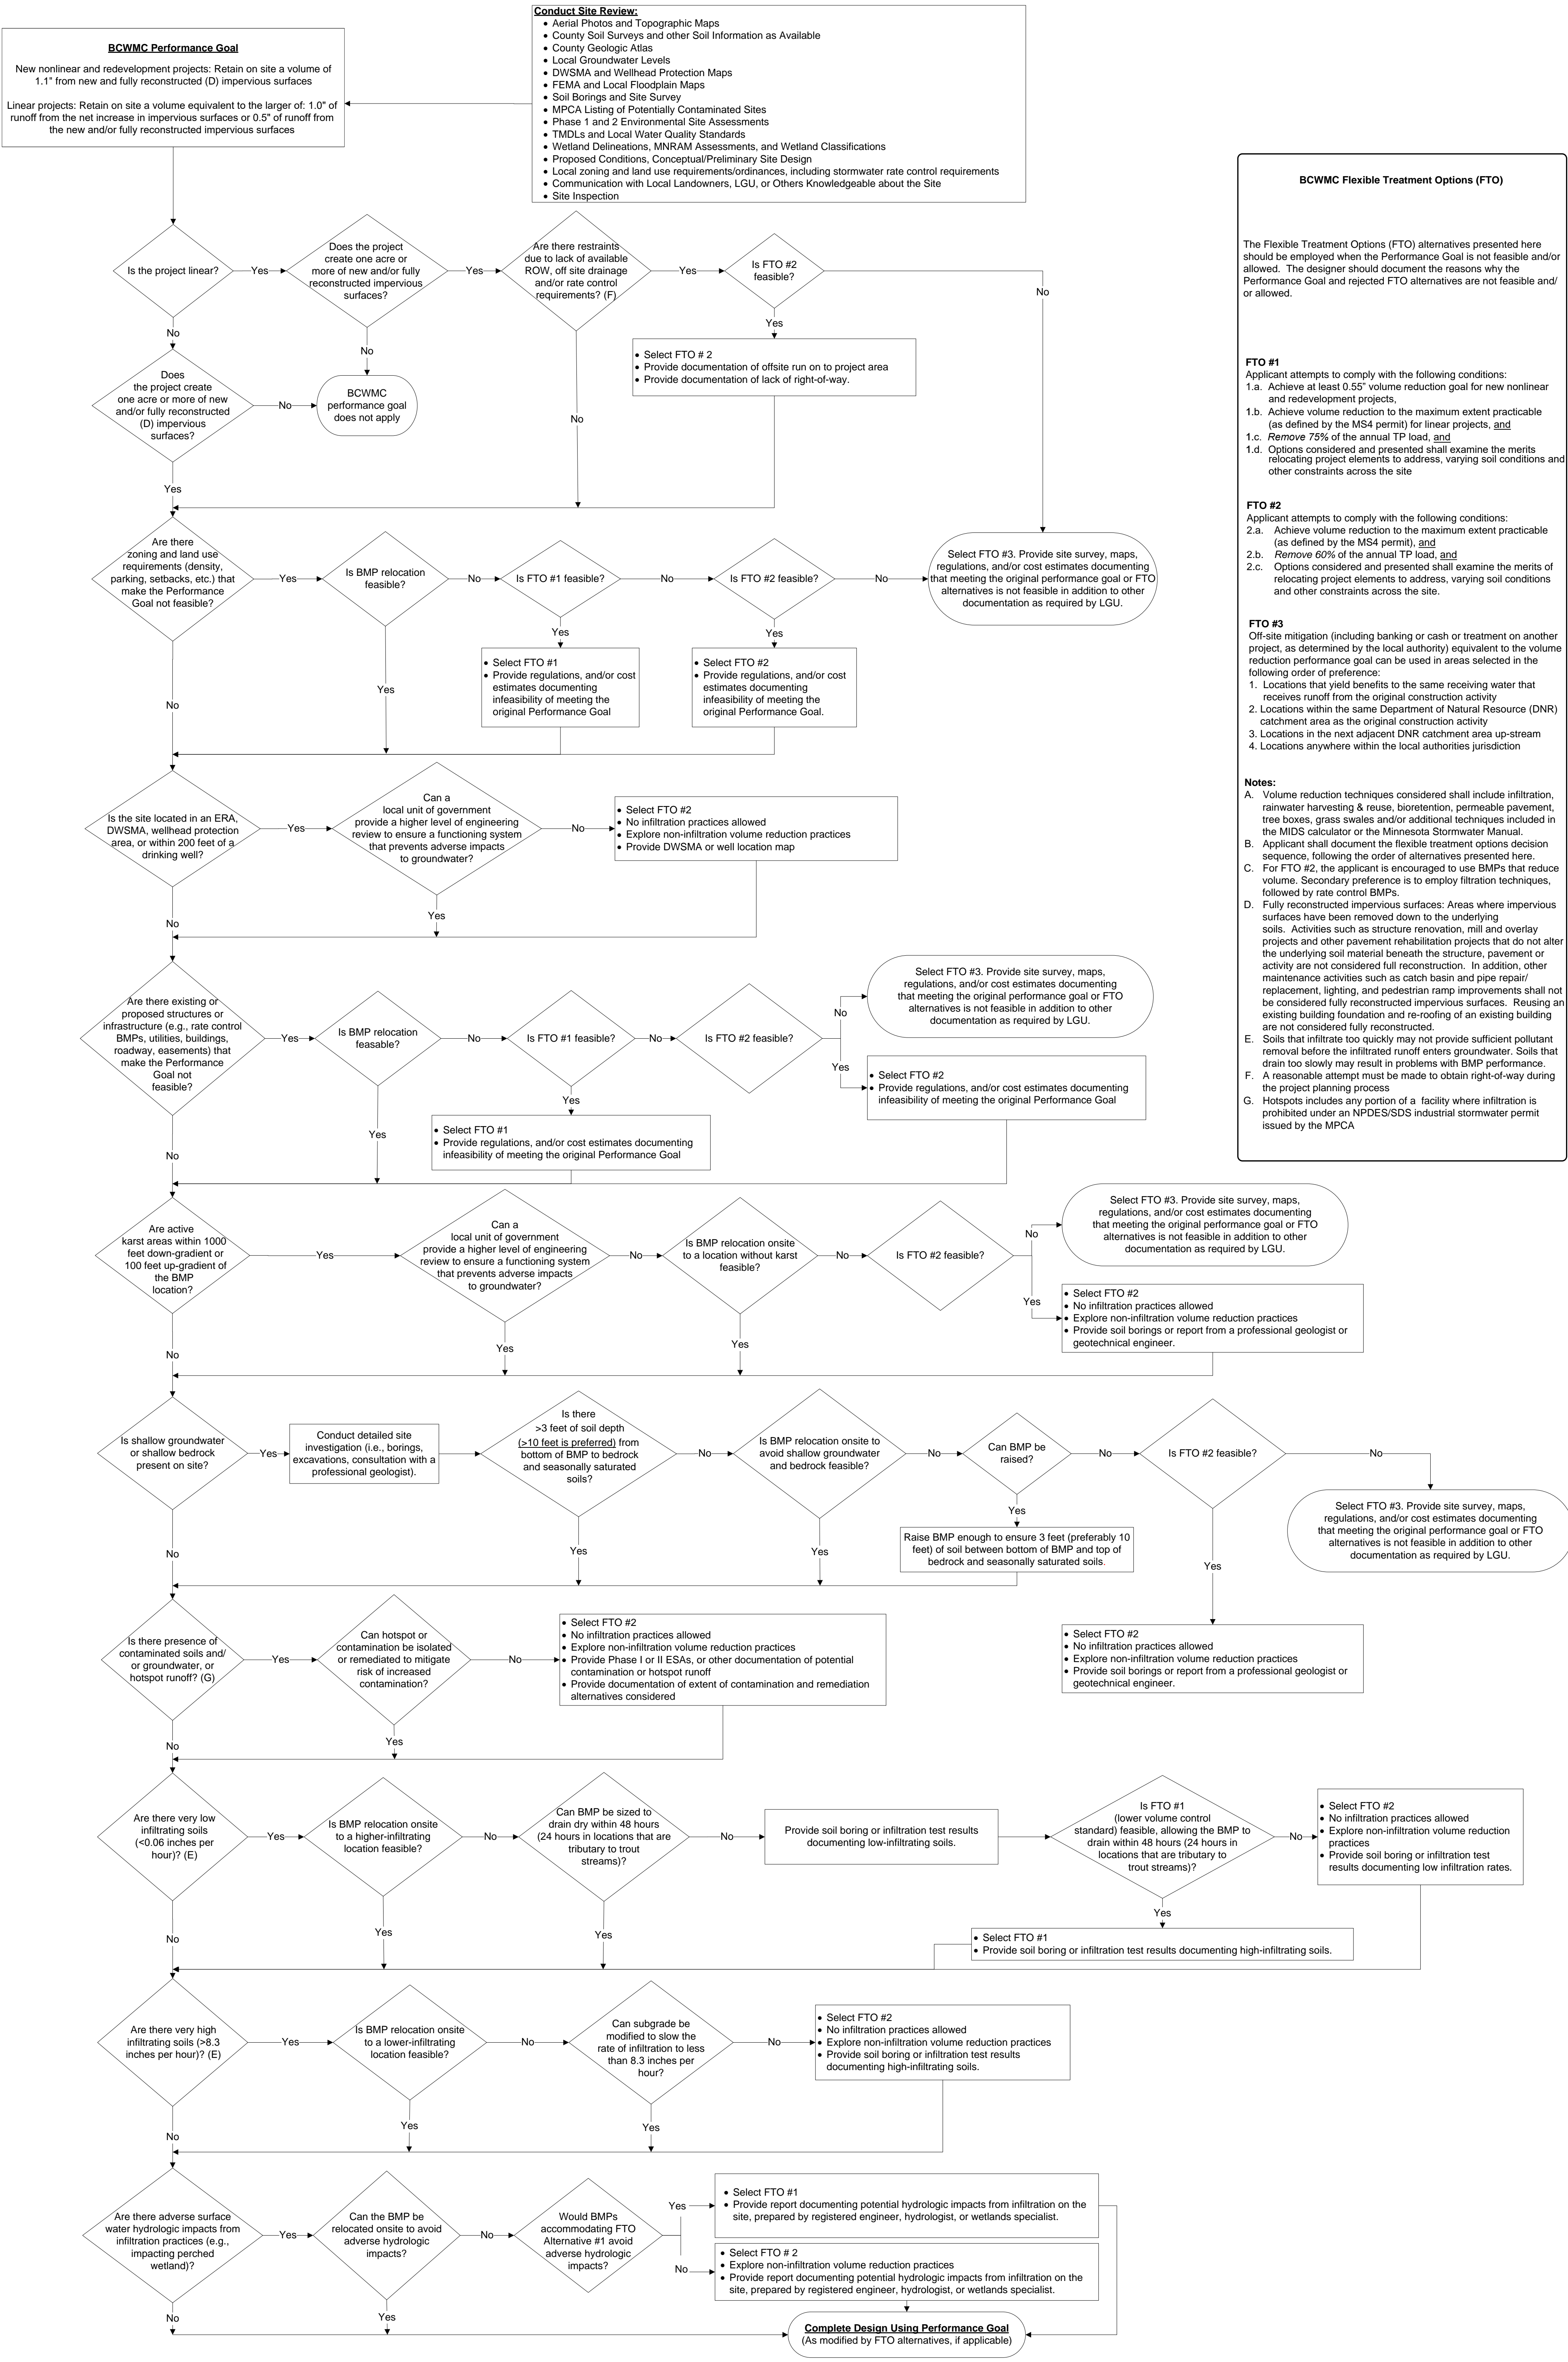 Conduct Site Review:
• Aerial Photos and Topographic Maps
• County Soil Surveys and other Soil Information as Available
• County Geologic Atlas
• Local Groundwater Levels
• DWSMA and Wellhead Protection Maps
• FEMA and Local Floodplain Maps
• Soil Borings and Site Survey
• MPCA Listing of Potentially Contaminated Sites
• Phase 1 and 2 Environmental Site Assessments
• TMDLs and Local Water Quality Standards
• Wetland Delineations, MNRAM Assessments, and Wetland Classifications
• Proposed Conditions, Conceptual/Preliminary Site Design
• Local zoning and land use requirements/ordinances, including stormwater rate control requirements
• Communication with Local Landowners, LGU, or Others Knowledgeable about the Site
• Site Inspection
BCWMC Performance Goal
New nonlinear and redevelopment projects: Retain on site a volume of
1.1" from new and fully reconstructed (D) impervious surfaces
Linear projects: Retain on site a volume equivalent to the larger of: 1.0" of
runoff from the net increase in impervious surfaces or 0.5" of runoff from
the new and/or fully reconstructed impervious surfaces
Is the project linear?
Yes
Does the project
create one acre or
more of new and/or fully
reconstructed impervious
surfaces?
Yes
Are there restraints
due to lack of available
ROW, off site drainage
and/or rate control
requirements? (F)
Yes
Is FTO #2
feasible?
No
No
No
Yes
• Select FTO # 2
• Provide documentation of offsite run on to project area
• Provide documentation of lack of right-of-way.
No
Does
the project create
one acre or more of new
and/or fully reconstructed
(D) impervious
surfaces?
No
BCWMC
performance goal
does not apply
Yes
Are there
zoning and land use
requirements (density,
parking, setbacks, etc.) that
make the Performance
Goal not feasible?
Yes
Is BMP relocation
feasible?
No
Is FTO #1 feasible?
No
Is FTO #2 feasible?
No
Select FTO #3. Provide site survey, maps,
regulations, and/or cost estimates documenting
that meeting the original performance goal or FTO
alternatives is not feasible in addition to other
documentation as required by LGU.
Yes
• Select FTO #1
• Provide regulations, and/or cost
estimates documenting
infeasibility of meeting the
original Performance Goal
Yes
• Select FTO #2
• Provide regulations, and/or cost
estimates documenting
infeasibility of meeting the
original Performance Goal.
Yes
No
Is the site located in an ERA,
DWSMA, wellhead protection
area, or within 200 feet of a
drinking well?
Yes
Can a
local unit of government
provide a higher level of engineering
review to ensure a functioning system
that prevents adverse impacts
to groundwater?
No
• Select FTO #2
• No infiltration practices allowed
• Explore non-infiltration volume reduction practices
• Provide DWSMA or well location map
Yes
No
Are there existing or
proposed structures or
infrastructure (e.g., rate control
BMPs, utilities, buildings,
roadway, easements) that
make the Performance
Goal not
feasible?
Yes
Is BMP relocation
feasable?
No
Is FTO #1 feasible?
No
Is FTO #2 feasible?
No
Select FTO #3. Provide site survey, maps,
regulations, and/or cost estimates documenting
that meeting the original performance goal or FTO
alternatives is not feasible in addition to other
documentation as required by LGU.
Yes
• Select FTO #2
• Provide regulations, and/or cost estimates documenting
infeasibility of meeting the original Performance Goal
Yes
• Select FTO #1
• Provide regulations, and/or cost estimates documenting
infeasibility of meeting the original Performance Goal
Yes
No
Are active
karst areas within 1000
feet down-gradient or
100 feet up-gradient of
the BMP
location?
Yes
Can a
local unit of government
provide a higher level of engineering
review to ensure a functioning system
that prevents adverse impacts
to groundwater?
No
Is BMP relocation onsite
to a location without karst
feasible?
No
Is FTO #2 feasible?
No
Select FTO #3. Provide site survey, maps,
regulations, and/or cost estimates documenting
that meeting the original performance goal or FTO
alternatives is not feasible in addition to other
documentation as required by LGU.
Yes
• Select FTO #2
• No infiltration practices allowed
• Explore non-infiltration volume reduction practices
• Provide soil borings or report from a professional geologist or
geotechnical engineer.
Yes
Yes
No
Is shallow groundwater
or shallow bedrock
present on site?
Yes
Conduct detailed site
investigation (i.e., borings,
excavations, consultation with a
professional geologist).
Is there
>3 feet of soil depth
(>10 feet is preferred) from
bottom of BMP to bedrock
and seasonally saturated
soils?
No
Is BMP relocation onsite to
avoid shallow groundwater
and bedrock feasible?
No
Can BMP be
raised?
No
Is FTO #2 feasible?
No
Select FTO #3. Provide site survey, maps,
regulations, and/or cost estimates documenting
that meeting the original performance goal or FTO
alternatives is not feasible in addition to other
documentation as required by LGU.
Yes
Raise BMP enough to ensure 3 feet (preferably 10
feet) of soil between bottom of BMP and top of
bedrock and seasonally saturated soils.
Yes
Yes
Yes
• Select FTO #2
• No infiltration practices allowed
• Explore non-infiltration volume reduction practices
• Provide soil borings or report from a professional geologist or
geotechnical engineer.
No
Is there presence of
contaminated soils and/
or groundwater, or
hotspot runoff? (G)
Yes
Can hotspot or
contamination be isolated
or remediated to mitigate
risk of increased
contamination?
No
• Select FTO #2
• No infiltration practices allowed
• Explore non-infiltration volume reduction practices
• Provide Phase I or II ESAs, or other documentation of potential
contamination or hotspot runoff
• Provide documentation of extent of contamination and remediation
alternatives considered
Yes
No
Are there very low
infiltrating soils
(<0.06 inches per
hour)? (E)
Yes
Is BMP relocation onsite
to a higher-infiltrating
location feasible?
No
Can BMP be sized to
drain dry within 48 hours
(24 hours in locations that are
tributary to trout
streams)?
No
Provide soil boring or infiltration test results
documenting low-infiltrating soils.
Is FTO #1
(lower volume control
standard) feasible, allowing the BMP to
drain within 48 hours (24 hours in
locations that are tributary to
trout streams)?
No
• Select FTO #2
• No infiltration practices allowed
• Explore non-infiltration volume reduction
practices
• Provide soil boring or infiltration test
results documenting low infiltration rates.
Yes
• Select FTO #1
• Provide soil boring or infiltration test results documenting high-infiltrating soils.
Yes
Yes
No
Are there very high
infiltrating soils (>8.3
inches per hour)? (E)
Yes
Is BMP relocation onsite
to a lower-infiltrating
location feasible?
No
Can subgrade be
modified to slow the
rate of infiltration to less
than 8.3 inches per
hour?
No
• Select FTO #2
• No infiltration practices allowed
• Explore non-infiltration volume reduction practices
• Provide soil boring or infiltration test results
documenting high-infiltrating soils.
Yes
Yes
No
Are there adverse surface
water hydrologic impacts from
infiltration practices (e.g.,
impacting perched
wetland)?
Yes
Can the BMP be
relocated onsite to avoid
adverse hydrologic
impacts?
No
Would BMPs
accommodating FTO
Alternative #1 avoid
adverse hydrologic
impacts?
Yes
• Select FTO #1
• Provide report documenting potential hydrologic impacts from infiltration on the
site, prepared by registered engineer, hydrologist, or wetlands specialist.
No
• Select FTO # 2
• Explore non-infiltration volume reduction practices
• Provide report documenting potential hydrologic impacts from infiltration on the
site, prepared by registered engineer, hydrologist, or wetlands specialist.
No
Yes
Complete Design Using Performance Goal
(As modified by FTO alternatives, if applicable)
BCWMC Flexible Treatment Options (FTO)
The Flexible Treatment Options (FTO) alternatives presented here
should be employed when the Performance Goal is not feasible and/or
allowed. The designer should document the reasons why the
Performance Goal and rejected FTO alternatives are not feasible and/
or allowed.
FTO #1
Applicant attempts to comply with the following conditions:
1.a. Achieve at least 0.55" volume reduction goal for new nonlinear
and redevelopment projects,
1.b. Achieve volume reduction to the maximum extent practicable
(as defined by the MS4 permit) for linear projects, and
1.c. Remove 75% of the annual TP load, and
1.d. Options considered and presented shall examine the merits
relocating project elements to address, varying soil conditions and
other constraints across the site
FTO #2
Applicant attempts to comply with the following conditions:
2.a. Achieve volume reduction to the maximum extent practicable
(as defined by the MS4 permit), and
2.b. Remove 60% of the annual TP load, and
2.c. Options considered and presented shall examine the merits of
relocating project elements to address, varying soil conditions
and other constraints across the site.
FTO #3
Off-site mitigation (including banking or cash or treatment on another
project, as determined by the local authority) equivalent to the volume
reduction performance goal can be used in areas selected in the
following order of preference:
1. Locations that yield benefits to the same receiving water that
receives runoff from the original construction activity
2. Locations within the same Department of Natural Resource (DNR)
catchment area as the original construction activity
3. Locations in the next adjacent DNR catchment area up-stream
4. Locations anywhere within the local authorities jurisdiction
Notes:
A. Volume reduction techniques considered shall include infiltration,
rainwater harvesting & reuse, bioretention, permeable pavement,
tree boxes, grass swales and/or additional techniques included in
the MIDS calculator or the Minnesota Stormwater Manual.
B. Applicant shall document the flexible treatment options decision
sequence, following the order of alternatives presented here.
C. For FTO #2, the applicant is encouraged to use BMPs that reduce
volume. Secondary preference is to employ filtration techniques,
followed by rate control BMPs.
D. Fully reconstructed impervious surfaces: Areas where impervious
surfaces have been removed down to the underlying
soils. Activities such as structure renovation, mill and overlay
projects and other pavement rehabilitation projects that do not alter
the underlying soil material beneath the structure, pavement or
activity are not considered full reconstruction. In addition, other
maintenance activities such as catch basin and pipe repair/
replacement, lighting, and pedestrian ramp improvements shall not
be considered fully reconstructed impervious surfaces. Reusing an
existing building foundation and re-roofing of an existing building
are not considered fully reconstructed.
E. Soils that infiltrate too quickly may not provide sufficient pollutant
removal before the infiltrated runoff enters groundwater. Soils that
drain too slowly may result in problems with BMP performance.
F. A reasonable attempt must be made to obtain right-of-way during
the project planning process
G. Hotspots includes any portion of a facility where infiltration is
prohibited under an NPDES/SDS industrial stormwater permit
issued by the MPCA